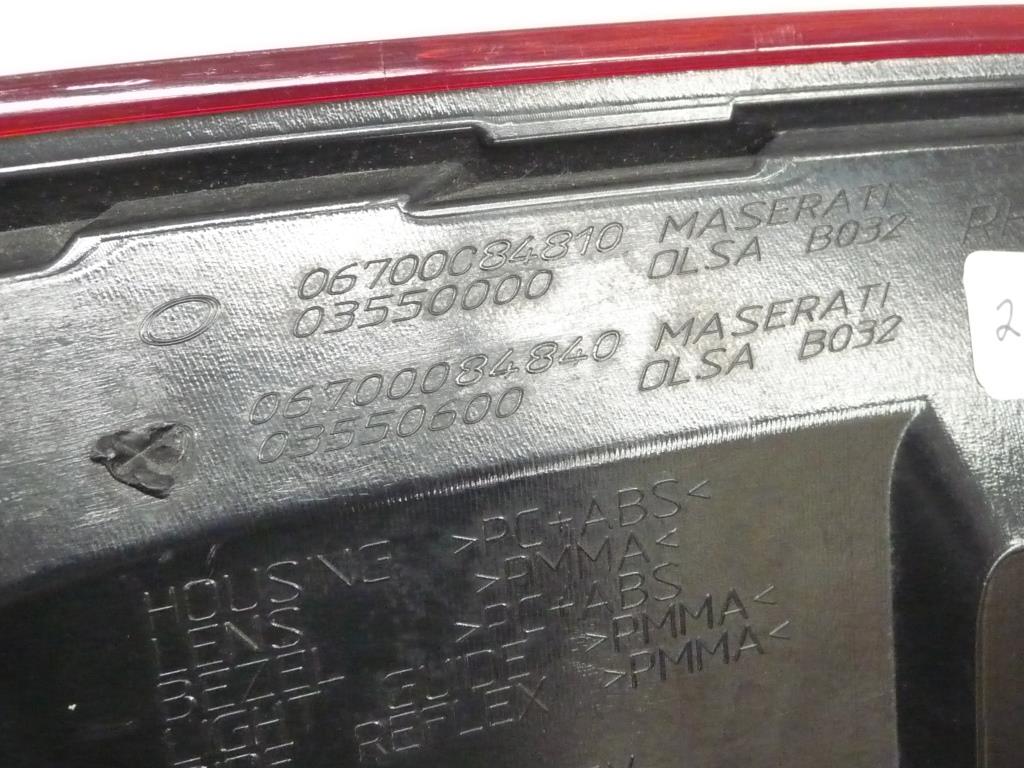 06700084810 MASERATI
03550000 OLSA B032
06700084840 MASERATI
03550600 OLSA B032
2
HOUSING >PC+ABS<
LENS >PMMA<
BEZEL >PC+ABS
LIGHT GUIDE >PMMA<
REFLEX >PMMA<